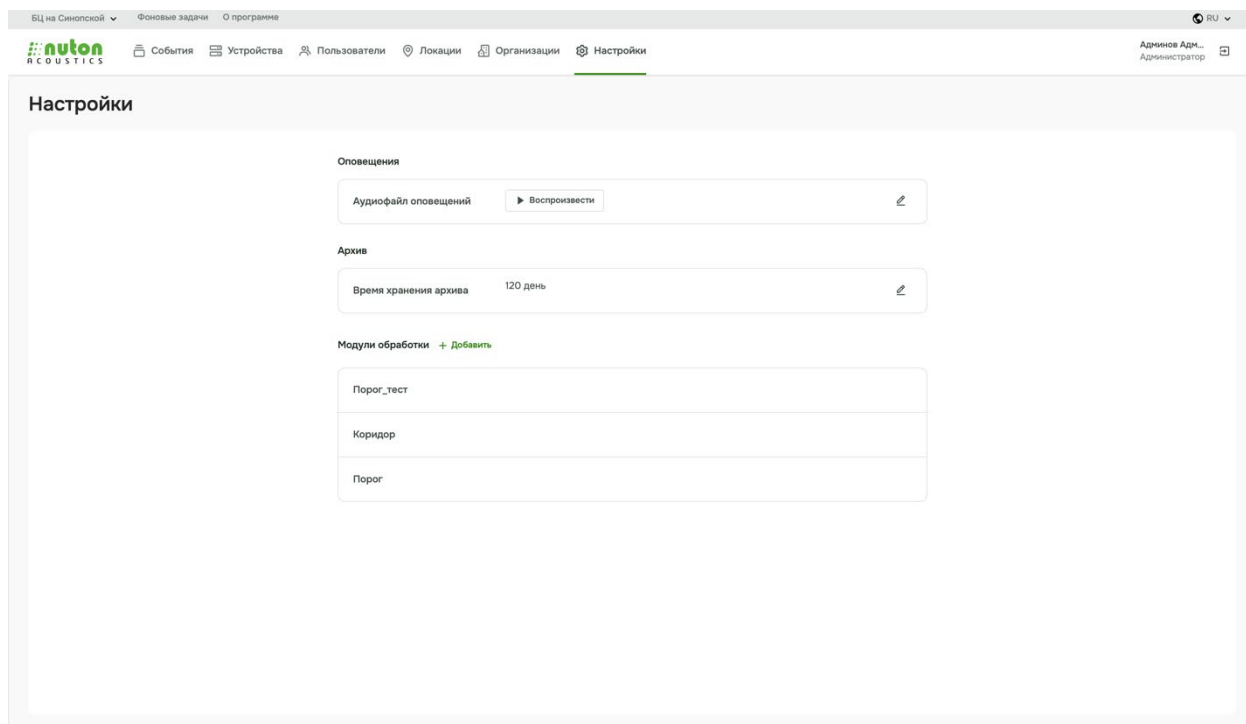 БЦ на Синопской Фоновые задачи О программе RU
nuton События Устройства Пользователи Локации Организации Настройки Админов Адм...
ACOUSTICS Администратор
Настройки
Оповещения
Аудиофайл оповещений Воспроизвести
Архив
Время хранения архива 120 день
Модули обработки + Добавить
Порог_тест
Коридор
Порог